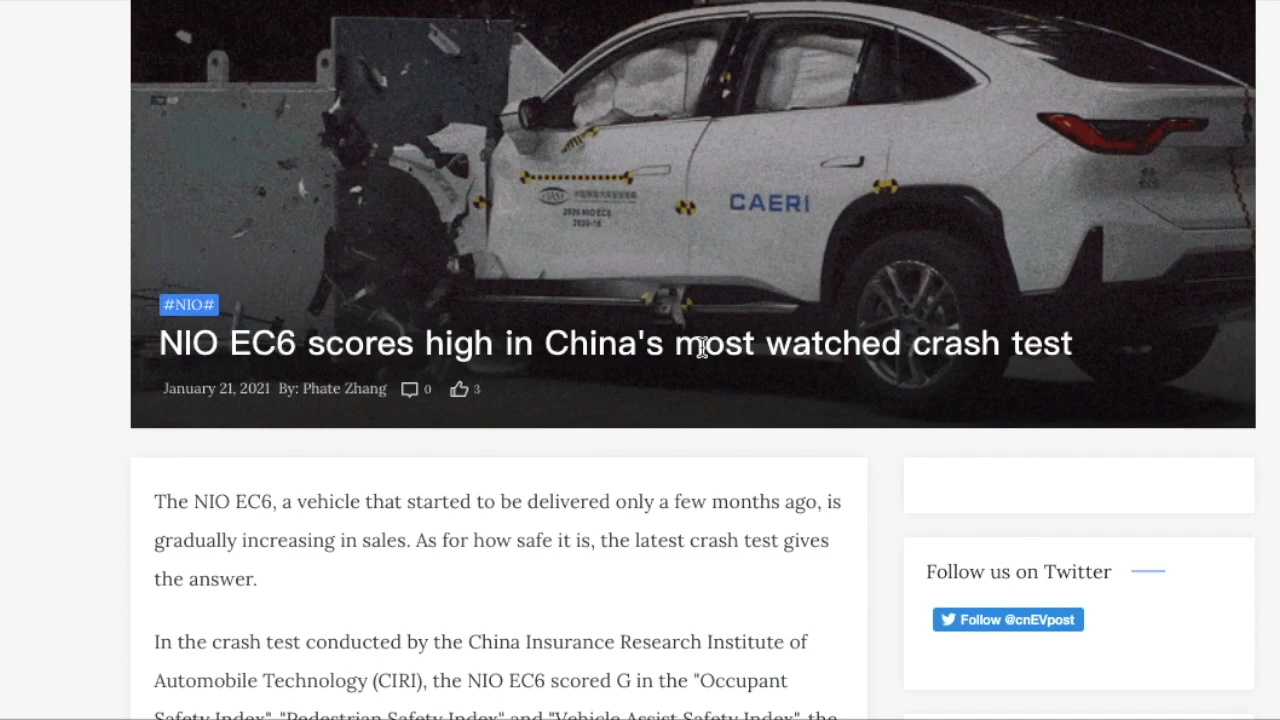 CAERI
2020 NIO EC6
#NIO#
NIO EC6 scores high in China's most watched crash test
January 21, 2021 By: Phate Zhang 0 3
The NIO EC6, a vehicle that started to be delivered only a few months ago, is
gradually increasing in sales. As for how safe it is, the latest crash test gives
the answer.
In the crash test conducted by the China Insurance Research Institute of
Automobile Technology (CIRI), the NIO EC6 scored G in the "Occupant
Safety Index", "Pedestrian Safety Index" and "Vehicle Assist Safety Index", the
Follow us on Twitter
Follow @cnEVpost